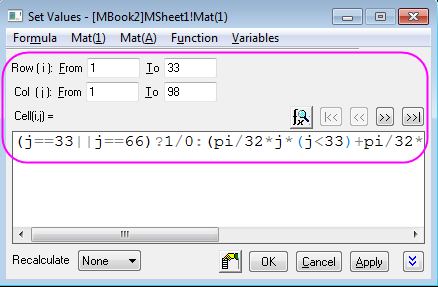 Set Values - [MBook2]MSheet1!Mat(1)
Formula Mat(1) Mat(A) Function Variables
Row ( i ): From 1 To 33
Col ( j ): From 1 To 98
Cell(i,j) =
(j==33||j==66)?1/0:(pi/32*j*(j<33)+pi/32*
Recalculate None OK Cancel Apply